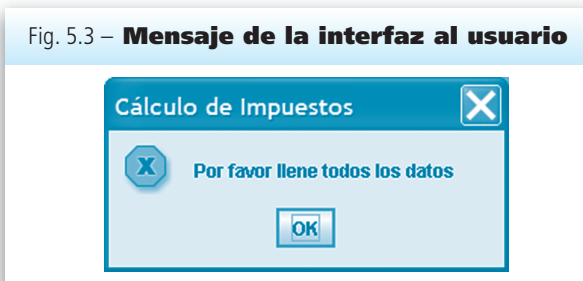 Fig. 5.3 – Mensaje de la interfaz al usuario
Cálculo de Impuestos
Por favor llene todos los datos
OK